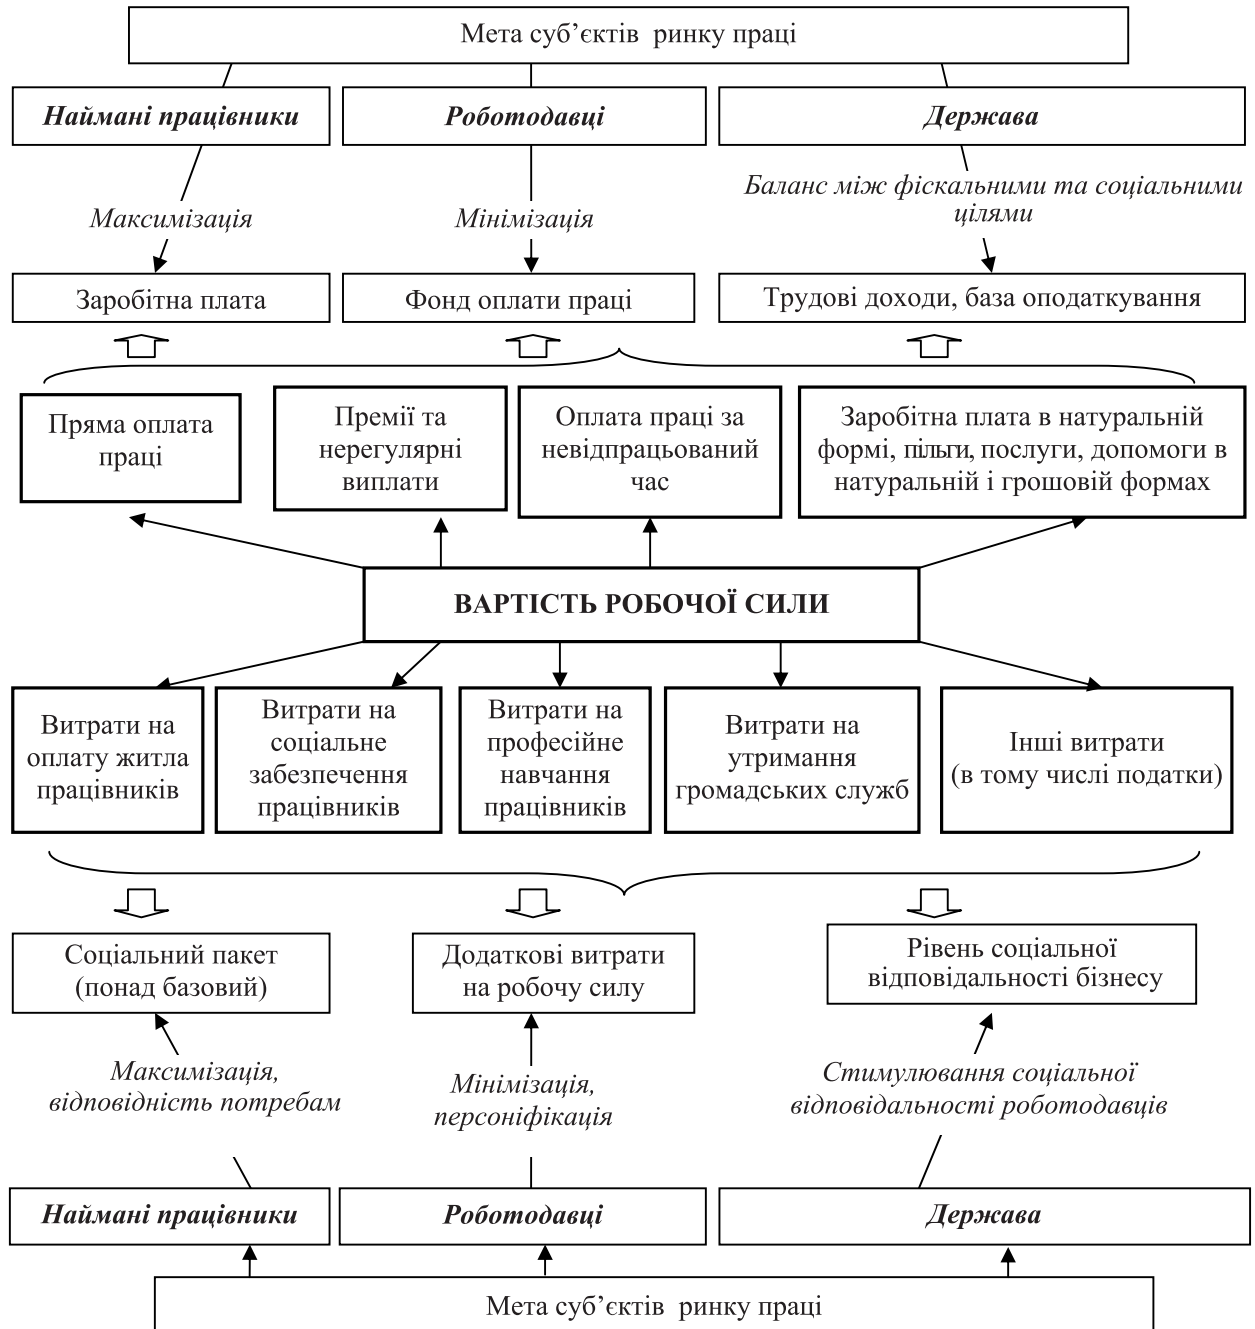 Мета суб’єктів ринку праці
Наймані працівники
Роботодавці
Держава
Максимізація
Мінімізація
Баланс між фіскальними та соціальними
цілями
Заробітна плата
Фонд оплати праці
Трудові доходи, база оподаткування
Пряма оплата
праці
Премії та
нерегулярні
виплати
Оплата праці за
невідпрацьований
час
Заробітна плата в натуральній
формі, пільги, послуги, допомоги в
натуральній і грошовій формах
ВАРТІСТЬ РОБОЧОЇ СИЛИ
Витрати на
оплату житла
працівників
Витрати на
соціальне
забезпечення
працівників
Витрати на
професійне
навчання
працівників
Витрати на
утримання
громадських служб
Інші витрати
(в тому числі податки)
Соціальний пакет
(понад базовий)
Додаткові витрати
на робочу силу
Рівень соціальної
відповідальності бізнесу
Максимізація,
відповідність потребам
Мінімізація,
персоніфікація
Стимулювання соціальної
відповідальності роботодавців
Наймані працівники
Роботодавці
Держава
Мета суб’єктів ринку праці